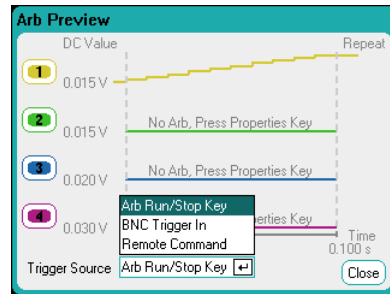 Arb Preview
DC Value
Repeat
1
0.015 V
2
0.015 V
No Arb, Press Properties Key
3
0.020 V
No Arb, Press Properties Key
4
0.030 V
perties Key
Arb Run/Stop Key
BNC Trigger In
Remote Command
Time
0.100 s
Trigger Source
Arb Run/Stop Key
Close